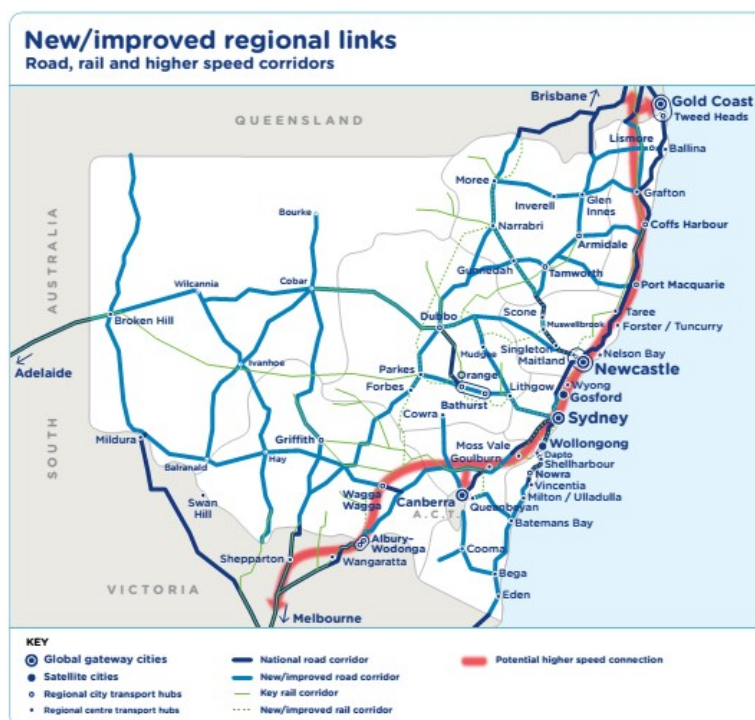 New/improved regional links
Road, rail and higher speed corridors
Brisbane
Gold Coast
Tweed Heads
QUEENSLAND
Lismore
Ballina
Moree
Inverell
Glen
Innes
Grafton
Bourke
Narrabri
Coffs Harbour
Armidale
AUSTRALIA
Wilcannia
Cobar
Gunnedah
Tamworth
Port Macquarie
Broken Hill
Dubbo
Scone
Taree
Muswellbrook
Forster / Tuncurry
Mudgee
Singleton
Maitland
Nelson Bay
Newcastle
Adelaide
Ivanhoe
Parkes
Orange
Forbes
Lithgow
Wyong
Gosford
Bathurst
Cowra
Sydney
Mildura
Griffith
Moss Vale
Wollongong
Goulburn
Dapto
Shellharbour
SOUTH
Balranald
Hay
Nowra
Swan
Hill
Wagga
Wagga
Canberra
Vincentia
Queanbeyan
Milton / Ulladulla
A.C.T.
Batemans Bay
Albury–
Wodonga
Shepparton
Wangaratta
Cooma
VICTORIA
Bega
Eden
Melbourne
KEY
Global gateway cities
Satellite cities
Regional city transport hubs
Regional centre transport hubs
National road corridor
New/improved road corridor
Key rail corridor
New/improved rail corridor
Potential higher speed connection